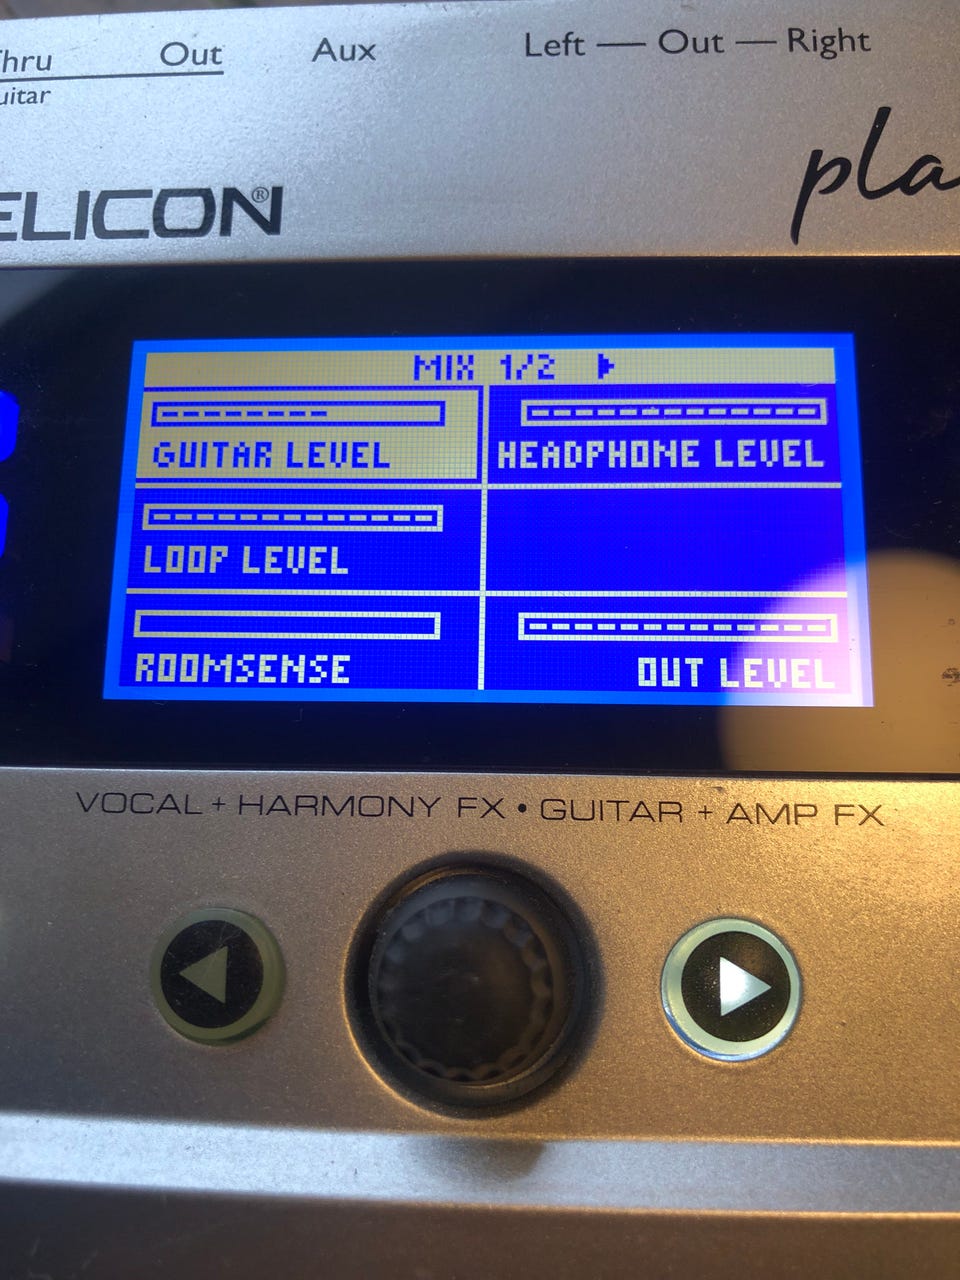 Thru Out Aux Left — Out — Right
uitar
ELICON® pla
MIX 1/2
GUITAR LEVEL HEADPHONE LEVEL
LOOP LEVEL
ROOMSENSE OUT LEVEL
VOCAL + HARMONY FX • GUITAR + AMP FX